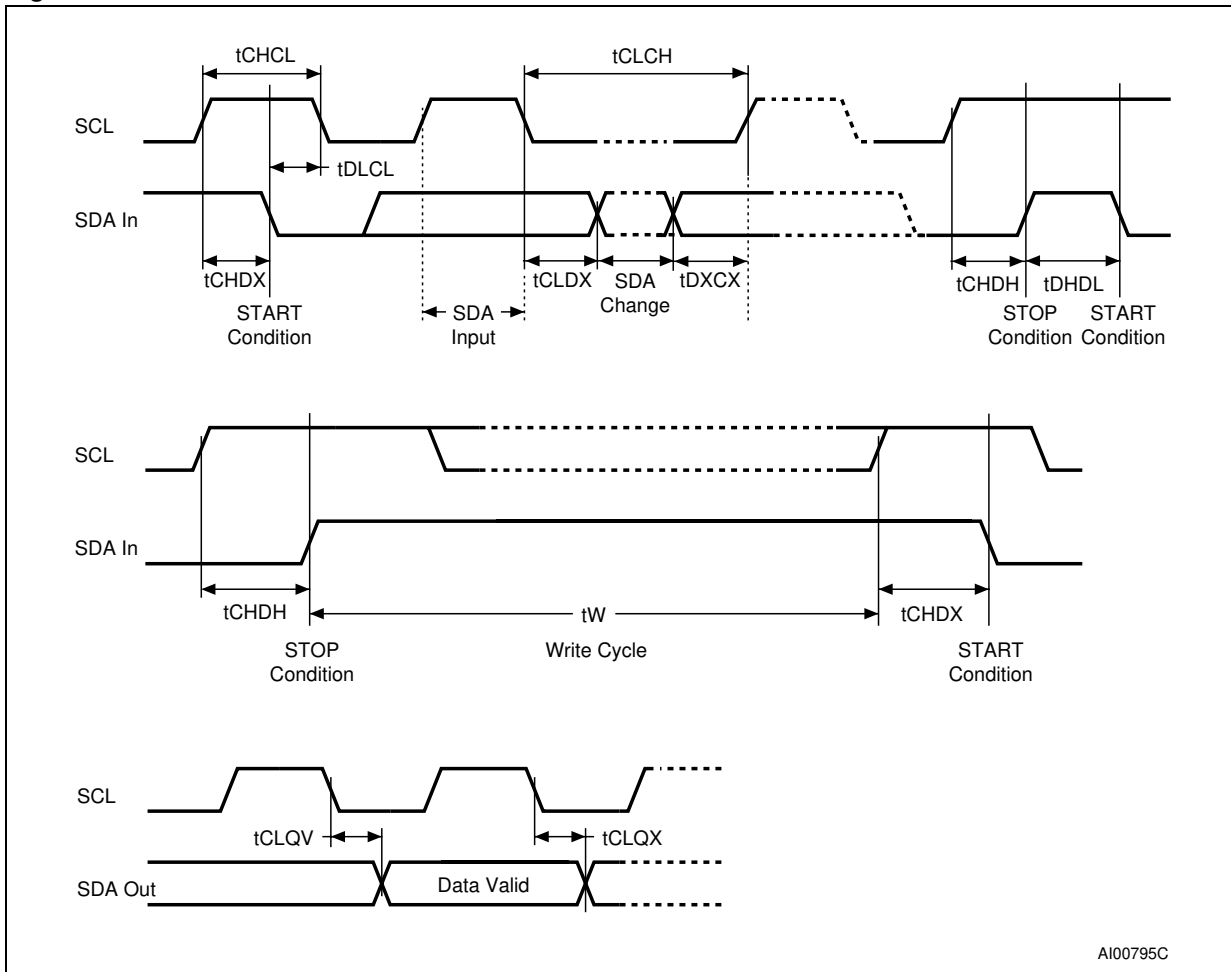 tCHCL
tCLCH
SCL
tDLCL
SDA In
tCHDX
START
Condition
SDA
Input
tCLDX
SDA
Change
tDXCX
tCHDH
STOP
Condition
tDHDL
START
Condition
SCL
SDA In
tCHDH
STOP
Condition
tW
Write Cycle
tCHDX
START
Condition
SCL
tCLQV
tCLQX
SDA Out
Data Valid
AI00795C